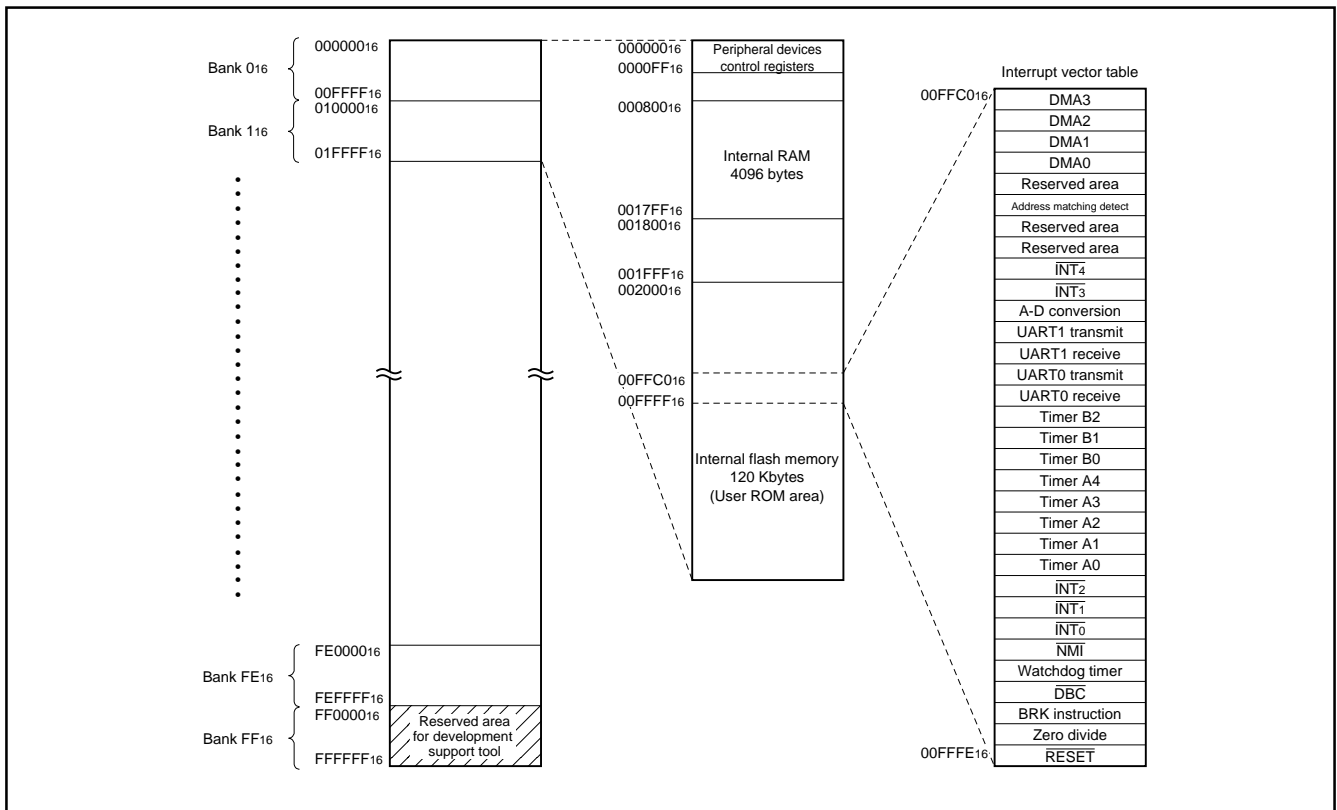 000000₁₆
Bank 0₁₆
00FFFF₁₆
010000₁₆
Bank 1₁₆
01FFFF₁₆
FE0000₁₆
Bank FE₁₆
FEFFFF₁₆
FF0000₁₆
Bank FF₁₆
FFFFFF₁₆
Reserved area
for development
support tool
000000₁₆
Peripheral devices
control registers
0000FF₁₆
000800₁₆
Internal RAM
4096 bytes
0017FF₁₆
001800₁₆
001FFF₁₆
002000₁₆
00FFC0₁₆
00FFFF₁₆
Internal flash memory
120 Kbytes
(User ROM area)
Interrupt vector table
00FFC0₁₆
DMA3
DMA2
DMA1
DMA0
Reserved area
Address matching detect
Reserved area
Reserved area
INT₄
INT₃
A-D conversion
UART1 transmit
UART1 receive
UART0 transmit
UART0 receive
Timer B2
Timer B1
Timer B0
Timer A4
Timer A3
Timer A2
Timer A1
Timer A0
INT₂
INT₁
INT₀
NMI
Watchdog timer
DBC
BRK instruction
Zero divide
00FFFE₁₆
RESET